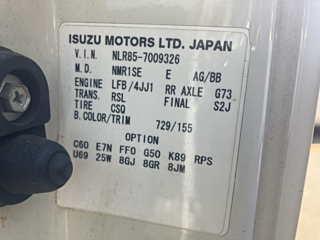 ISUZU MOTORS LTD. JAPAN
V.I.N. NLR85-7009326
M.D. NMR1SE E AG/BB
ENGINE LFB/4JJ1 RR AXLE G73
TRANS. RSL FINAL S2J
TIRE CSQ
B.COLOR/TRIM 729/155
OPTION
C60 E7N FF0 G50 K89 RPS
U69 25W 8GJ 8GR 8JM